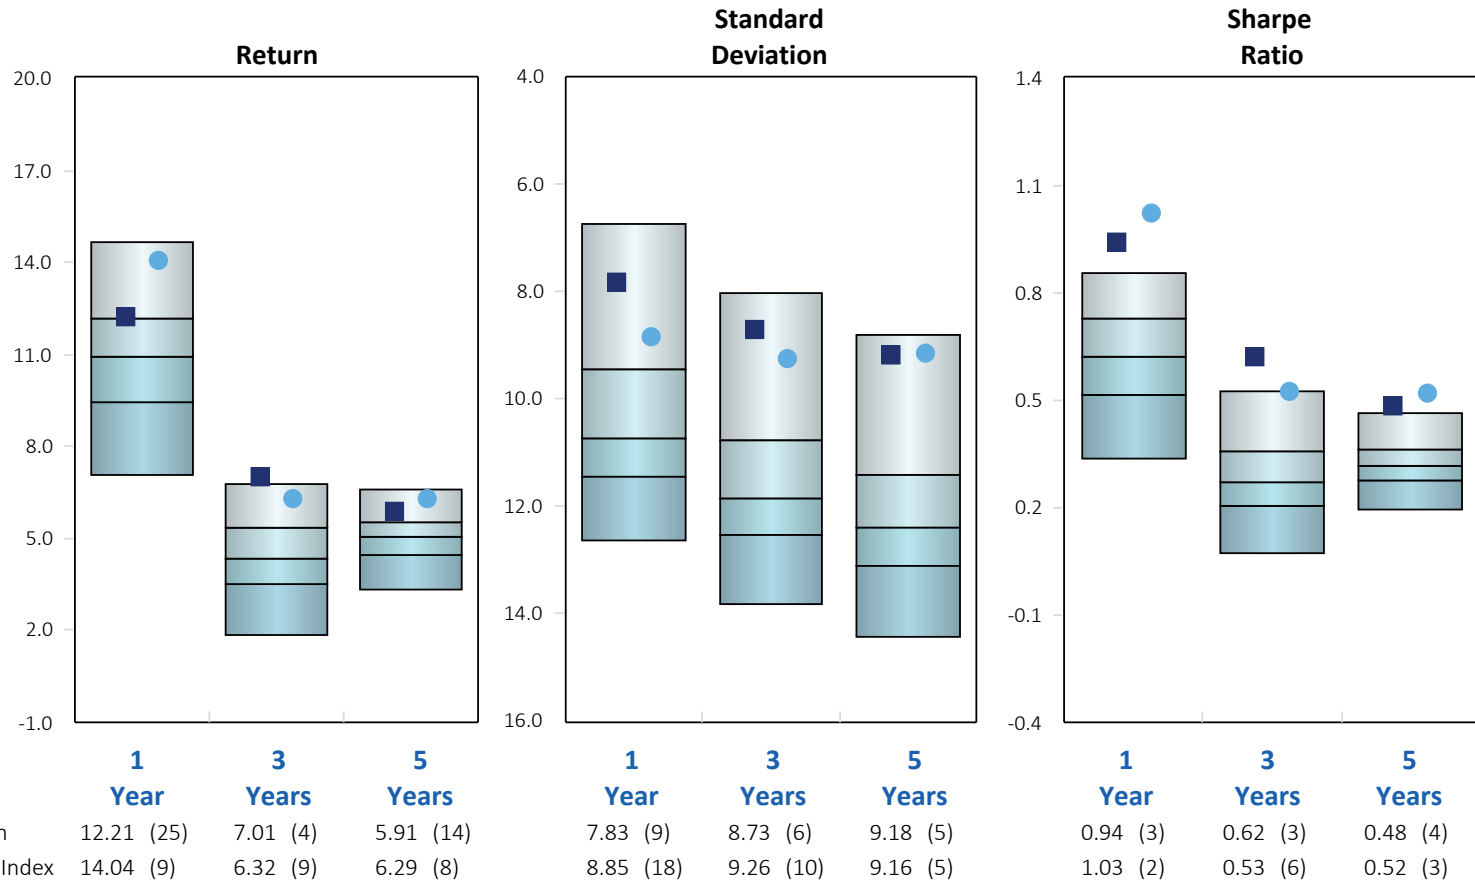 Return
Standard
Deviation
Sharpe
Ratio
20.0
17.0
14.0
11.0
8.0
5.0
2.0
-1.0
4.0
6.0
8.0
10.0
12.0
14.0
16.0
1.4
1.1
0.8
0.5
0.2
-0.1
-0.4
1 3 5 1 3 5 1 3 5
Year Years Years Year Years Years Year Years Years
12.21 (25) 7.01 (4) 5.91 (14) 7.83 (9) 8.73 (6) 9.18 (5) 0.94 (3) 0.62 (3) 0.48 (4)
Index 14.04 (9) 6.32 (9) 6.29 (8) 8.85 (18) 9.26 (10) 9.16 (5) 1.03 (2) 0.53 (6) 0.52 (3)